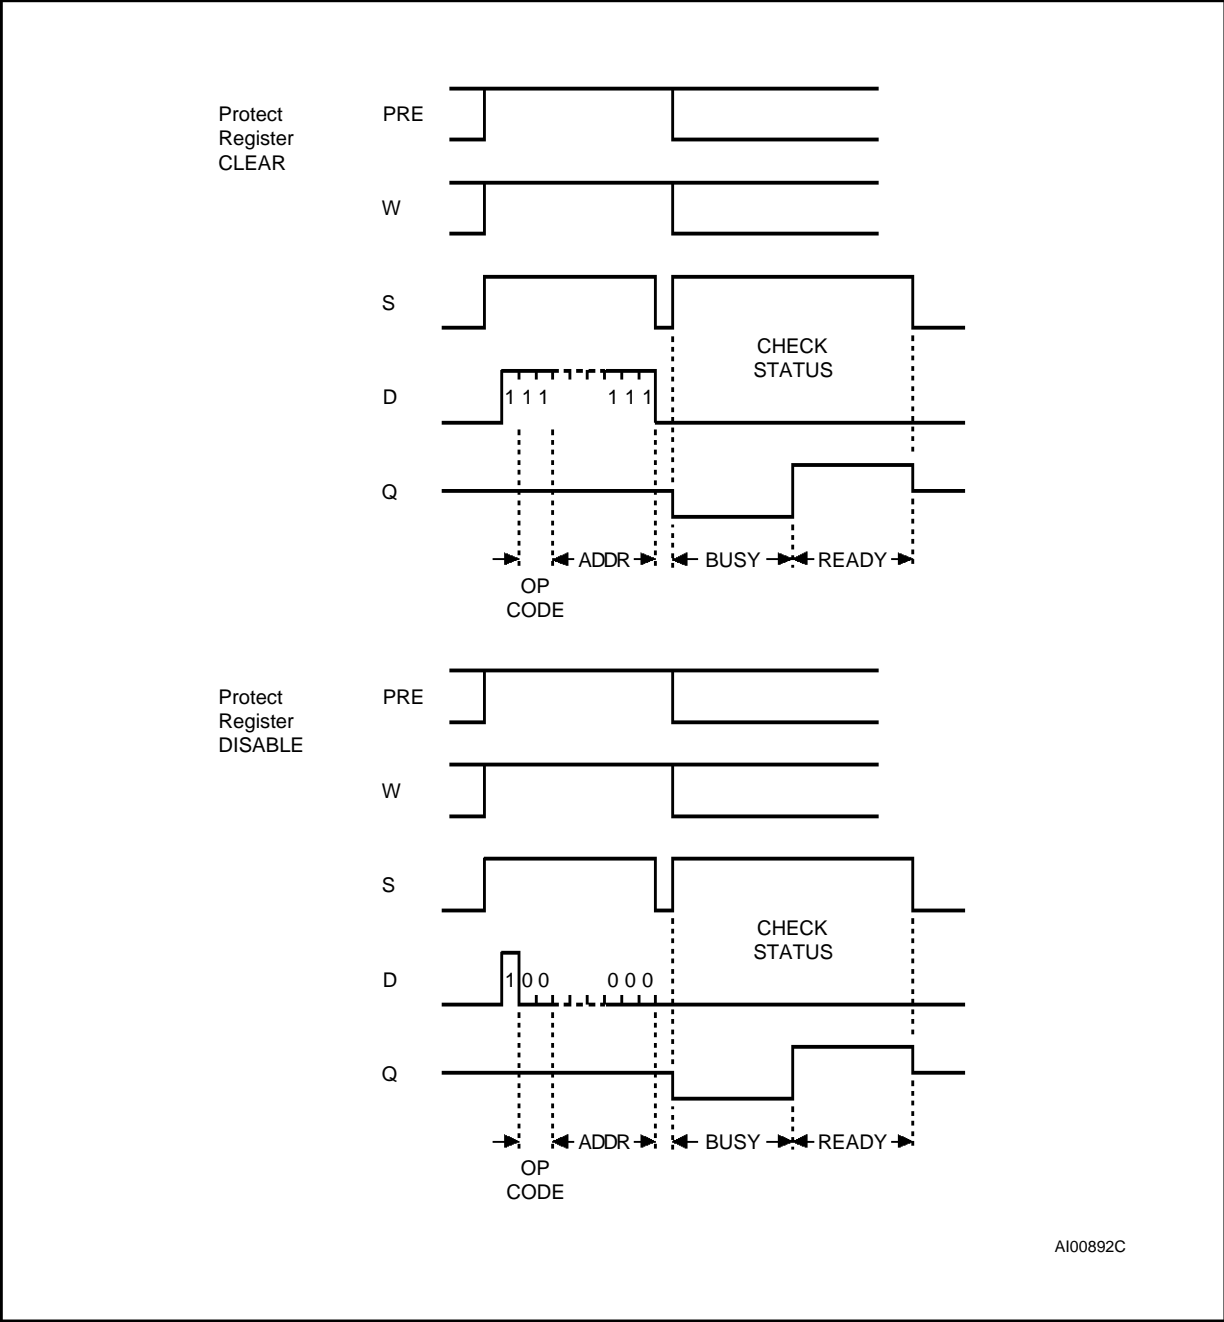 Protect
Register
CLEAR
PRE
W
S
CHECK
STATUS
D
1 1 1 1 1 1
Q
ADDR BUSY READY
OP
CODE
Protect
Register
DISABLE
PRE
W
S
CHECK
STATUS
D
1 0 0 0 0 0
Q
ADDR BUSY READY
OP
CODE
AI00892C